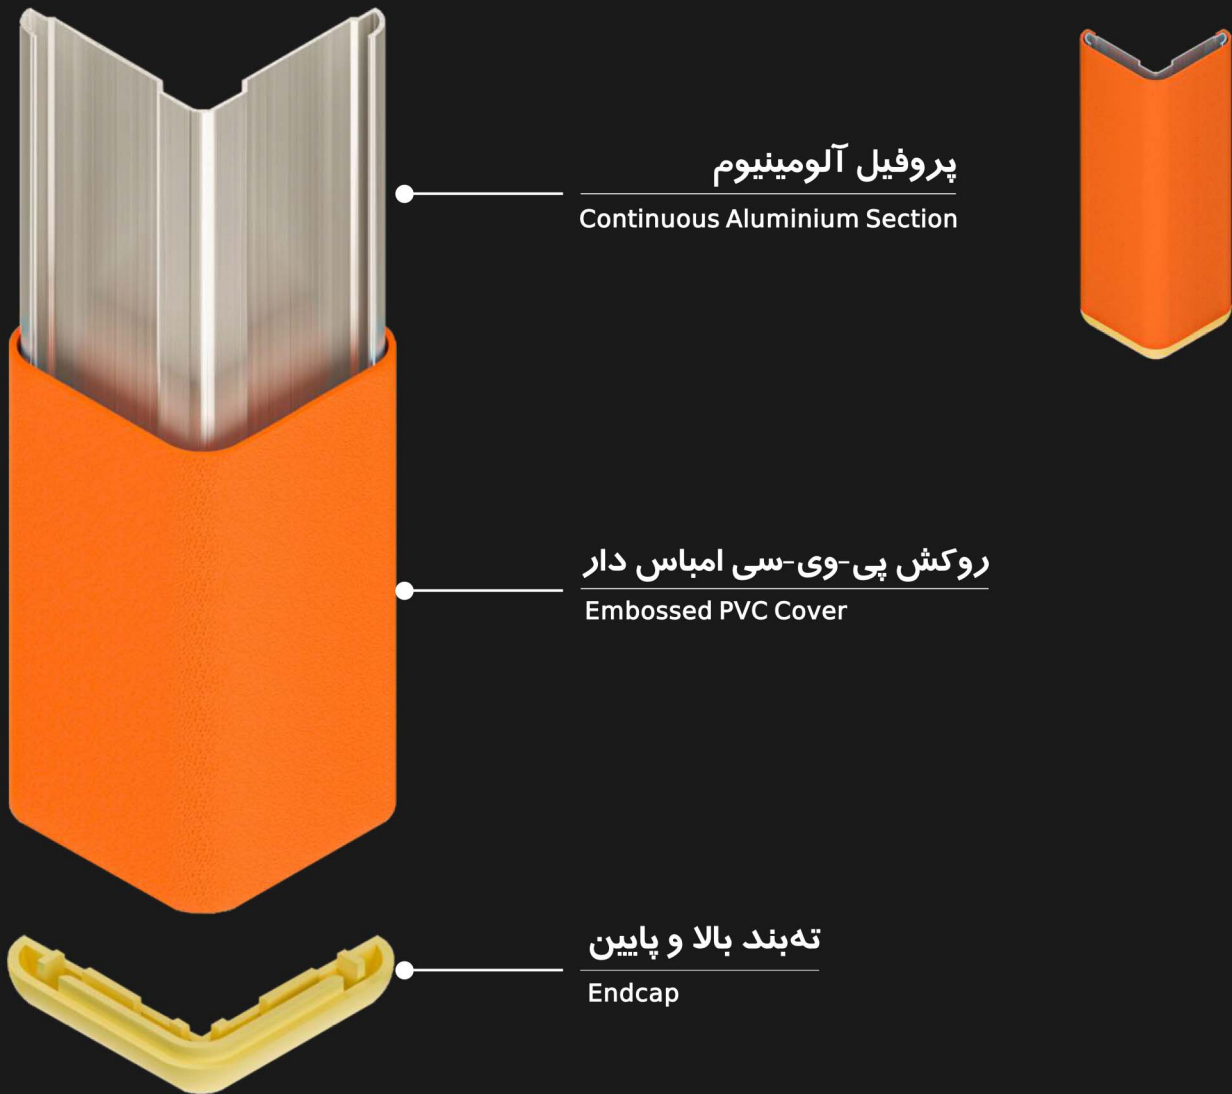 پروفیل آلومینیوم
Continuous Aluminium Section
روکش پی-وی-سی امباس دار
Embossed PVC Cover
ته‌بند بالا و پایین
Endcap